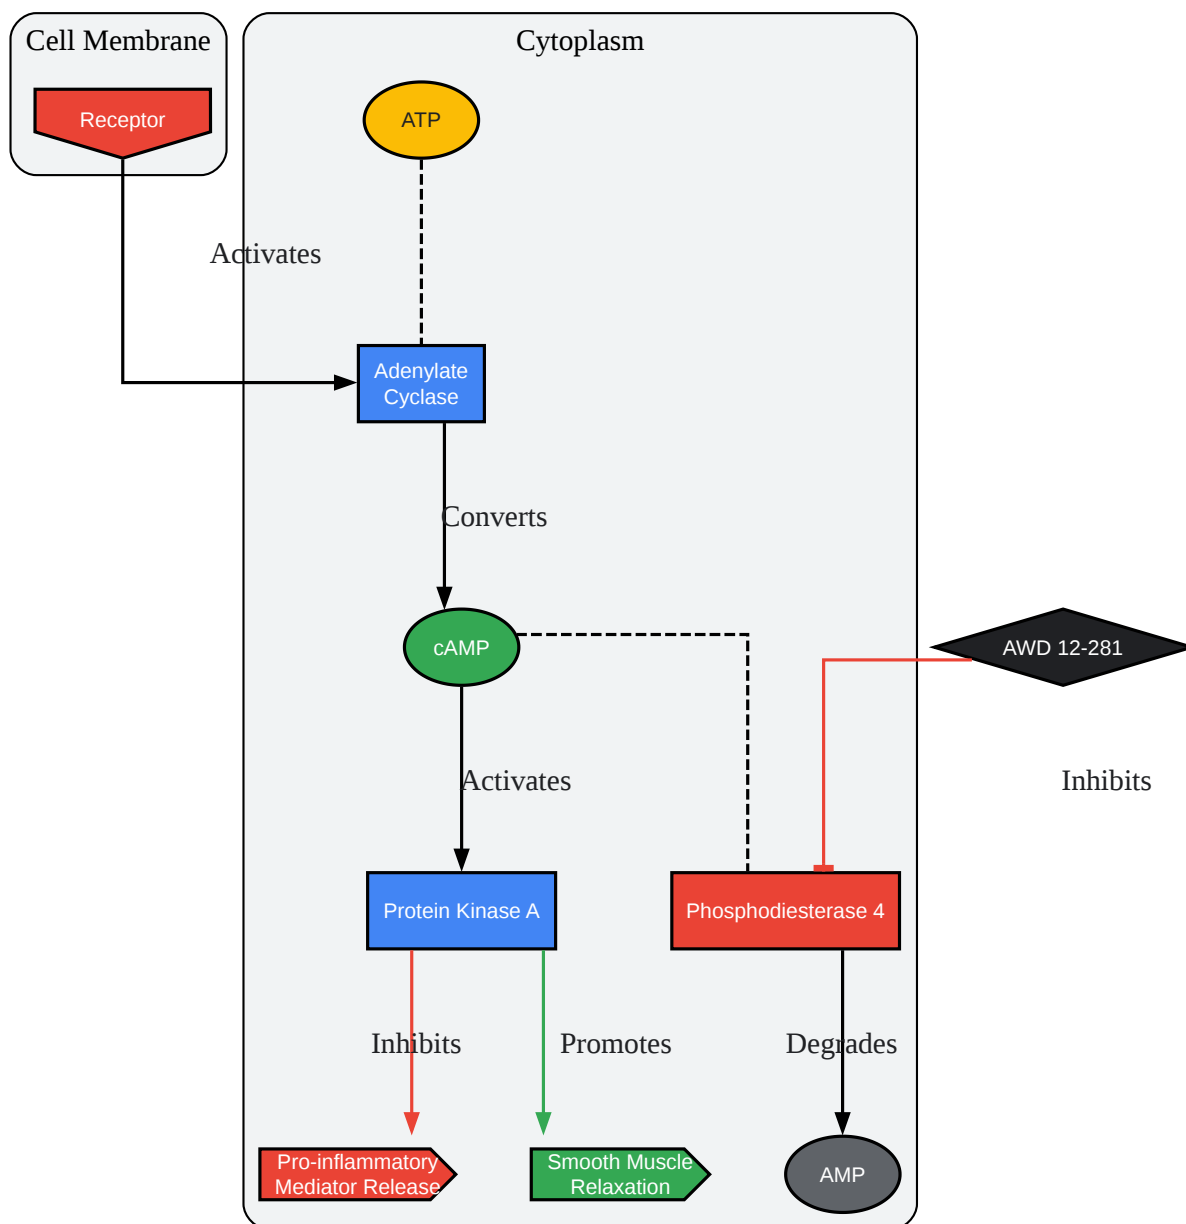 Cell Membrane
Cytoplasm
Receptor
ATP
Activates
Adenylate
Cyclase
Converts
cAMP
AWD 12-281
Activates
Inhibits
Protein Kinase A
Phosphodiesterase 4
Inhibits
Promotes
Degrades
Pro-inflammatory
Mediator Release
Smooth Muscle
Relaxation
AMP